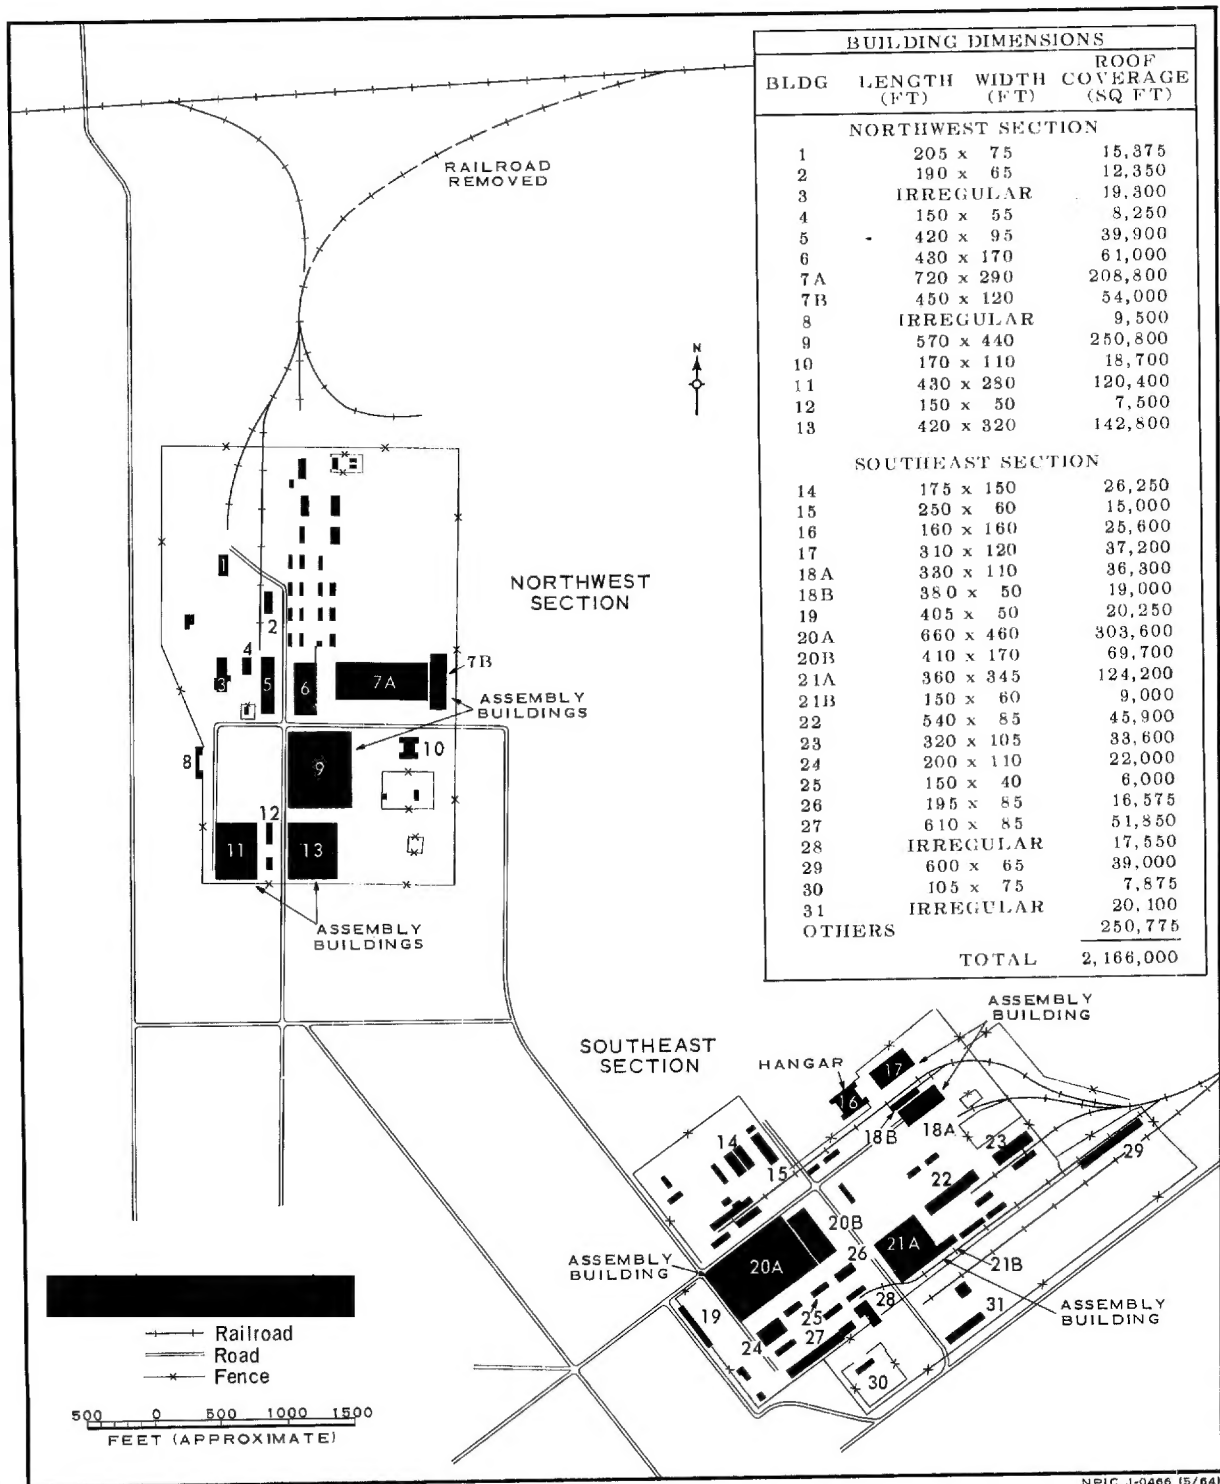 BUILDING DIMENSIONS
BLDG LENGTH (FT) WIDTH (FT) ROOF COVERAGE (SQ FT)
NORTHWEST SECTION
1 205 x 75 15,375
2 190 x 65 12,350
3 IRREGULAR 19,300
4 150 x 55 8,250
5 420 x 95 39,900
6 430 x 170 61,000
7A 720 x 290 208,800
7B 450 x 120 54,000
8 IRREGULAR 9,500
9 570 x 440 250,800
10 170 x 110 18,700
11 430 x 280 120,400
12 150 x 50 7,500
13 420 x 320 142,800
SOUTHEAST SECTION
14 175 x 150 26,250
15 250 x 60 15,000
16 160 x 160 25,600
17 310 x 120 37,200
18A 330 x 110 36,300
18B 380 x 50 19,000
19 405 x 50 20,250
20A 660 x 460 303,600
20B 410 x 170 69,700
21A 360 x 345 124,200
21B 150 x 60 9,000
22 540 x 85 45,900
23 320 x 105 33,600
24 200 x 110 22,000
25 150 x 40 6,000
26 195 x 85 16,575
27 610 x 85 51,850
28 IRREGULAR 17,550
29 600 x 65 39,000
30 105 x 75 7,875
31 IRREGULAR 20,100
OTHERS 250,775
TOTAL 2,166,000
RAILROAD
REMOVED
N
NORTHWEST
SECTION
1
2
3
4
5
6
7A
7B
ASSEMBLY
BUILDINGS
8
9
10
12
11
13
ASSEMBLY
BUILDINGS
SOUTHEAST
SECTION
ASSEMBLY
BUILDING
HANGAR
17
16
18B
18A
14
15
23
29
22
20B
21A
21B
26
ASSEMBLY
BUILDING
20A
28
31
ASSEMBLY
BUILDING
25
19
24
27
30
Railroad
Road
Fence
500 0 500 1000 1500
FEET (APPROXIMATE)
NPIC J-0466 (5/64)